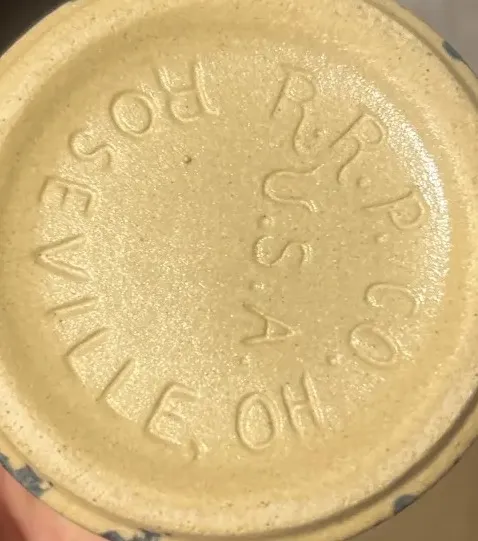 R.R.P. CO.
ROSEVILLE, OH
U.S.A.